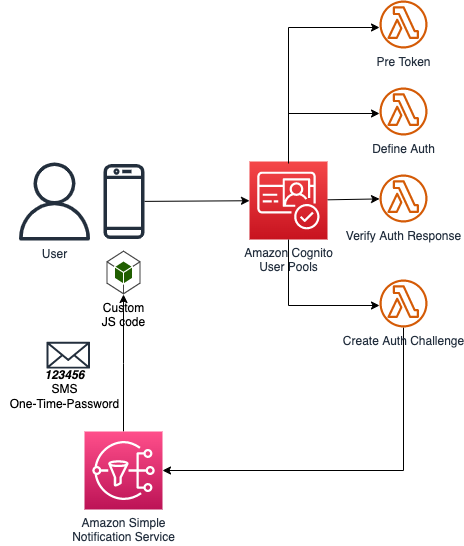 Pre Token
Define Auth
Verify Auth Response
User
Amazon Cognito
User Pools
Custom
JS code
Create Auth Challenge
123456
SMS
One-Time-Password
Amazon Simple
Notification Service